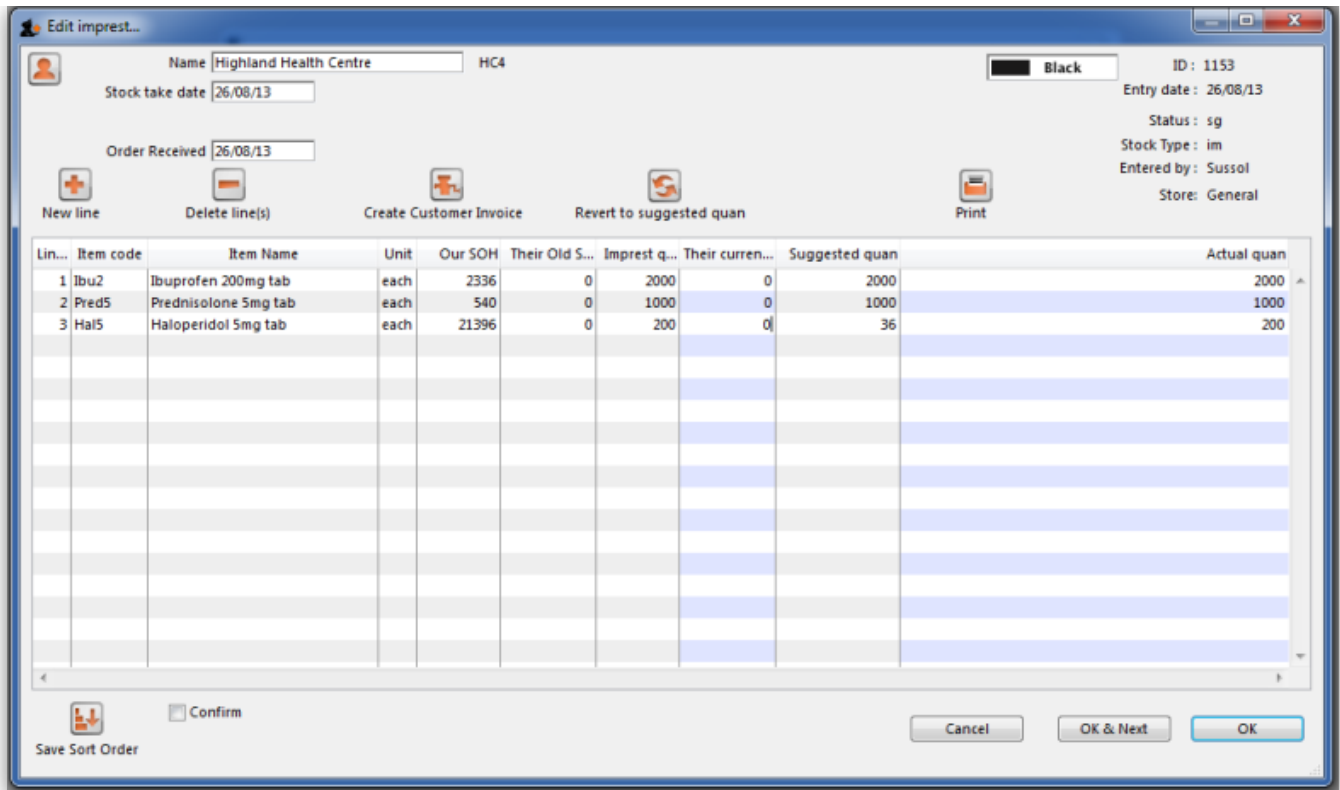 Edit imprest...
Name Highland Health Centre HC4 Black ID : 1153
Stock take date 26/08/13 Entry date : 26/08/13
Status : sg
Order Received 26/08/13 Stock Type : im
Entered by : Sussol
Store: General
New line Delete line(s) Create Customer Invoice Revert to suggested quan Print
Lin... Item code Item Name Unit Our SOH Their Old S... Imprest q... Their curren... Suggested quan Actual quan
1 Ibu2 Ibuprofen 200mg tab each 2336 0 2000 0 2000 2000
2 Pred5 Prednisolone 5mg tab each 540 0 1000 0 1000 1000
3 Hal5 Haloperidol 5mg tab each 21396 0 200 0 36 200
Confirm
Cancel OK & Next OK
Save Sort Order